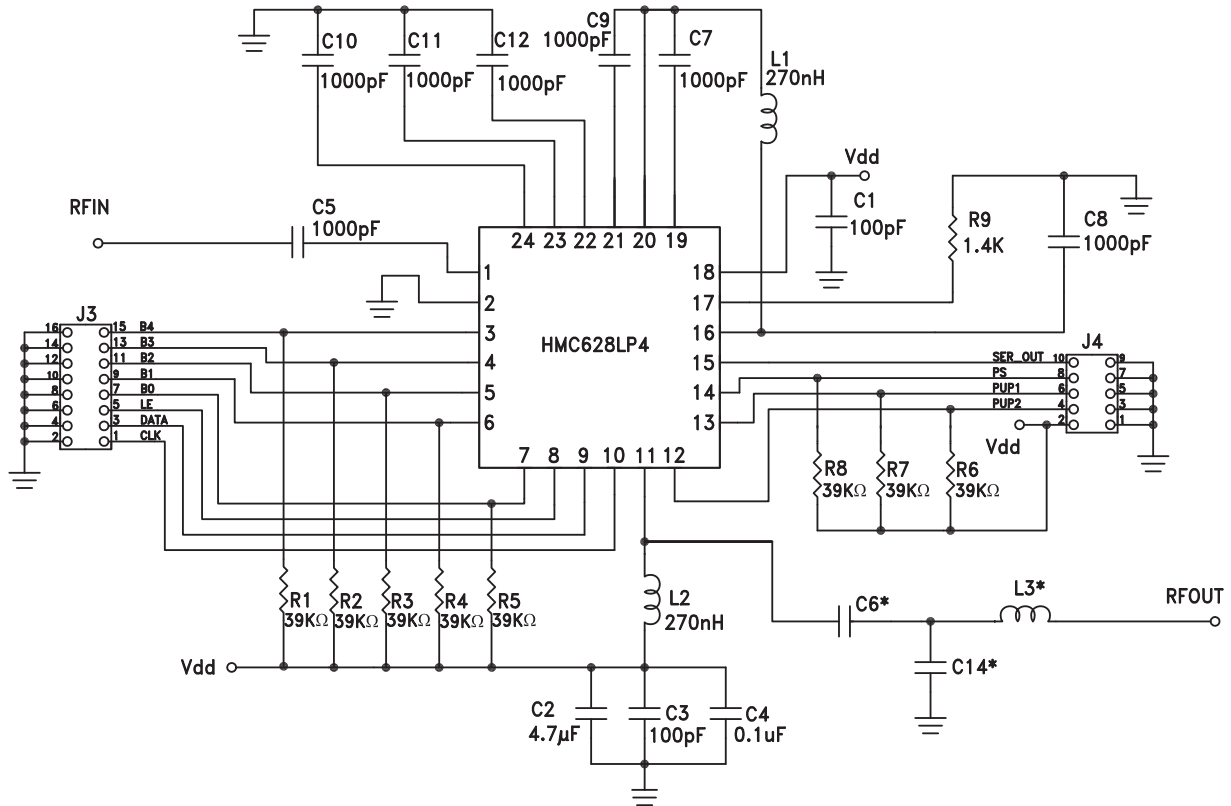 C10
1000pF
C11
1000pF
C12
1000pF
C9
1000pF
C7
1000pF
L1
270nH
Vdd
C1
100pF
R9
1.4K
C8
1000pF
RFIN
C5
1000pF
24 23 22 21 20 19
1
2
3
4
5
6
HMC628LP4
18
17
16
15
14
13
7 8 9 10 11 12
J3
16 15 B4
14 13 B3
12 11 B2
10 9 B1
8 7 B0
6 5 LE
4 3 DATA
2 1 CLK
J4
SER_OUT 10 9
PS 8 7
PUP1 6 5
PUP2 4 3
2 1
Vdd
R8
39KΩ
R7
39KΩ
R6
39KΩ
R1
39KΩ
R2
39KΩ
R3
39KΩ
R4
39KΩ
R5
39KΩ
L2
270nH
C6*
L3*
RFOUT
C14*
Vdd
C2
4.7µF
C3
100pF
C4
0.1uF